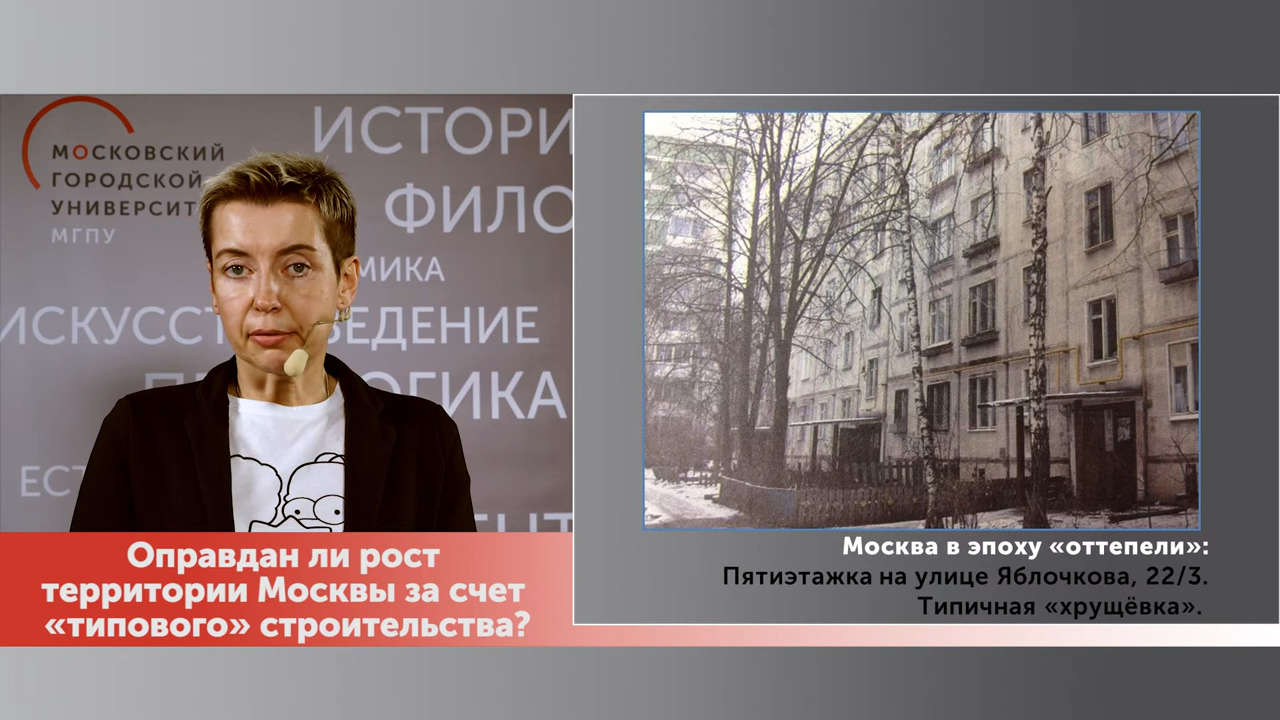 МОСКОВСКИЙ
ГОРОДСКОЙ
УНИВЕРСИТ
МГПУ
ИСТОРИ
ФИЛО
МИКА
ИСКУССТ ВЕДЕНИЕ
ОГИКА
ЕСТ
Оправдан ли рост
территории Москвы за счет
«типового» строительства?
Москва в эпоху «оттепели»:
Пятиэтажка на улице Яблочкова, 22/3.
Типичная «хрущёвка».